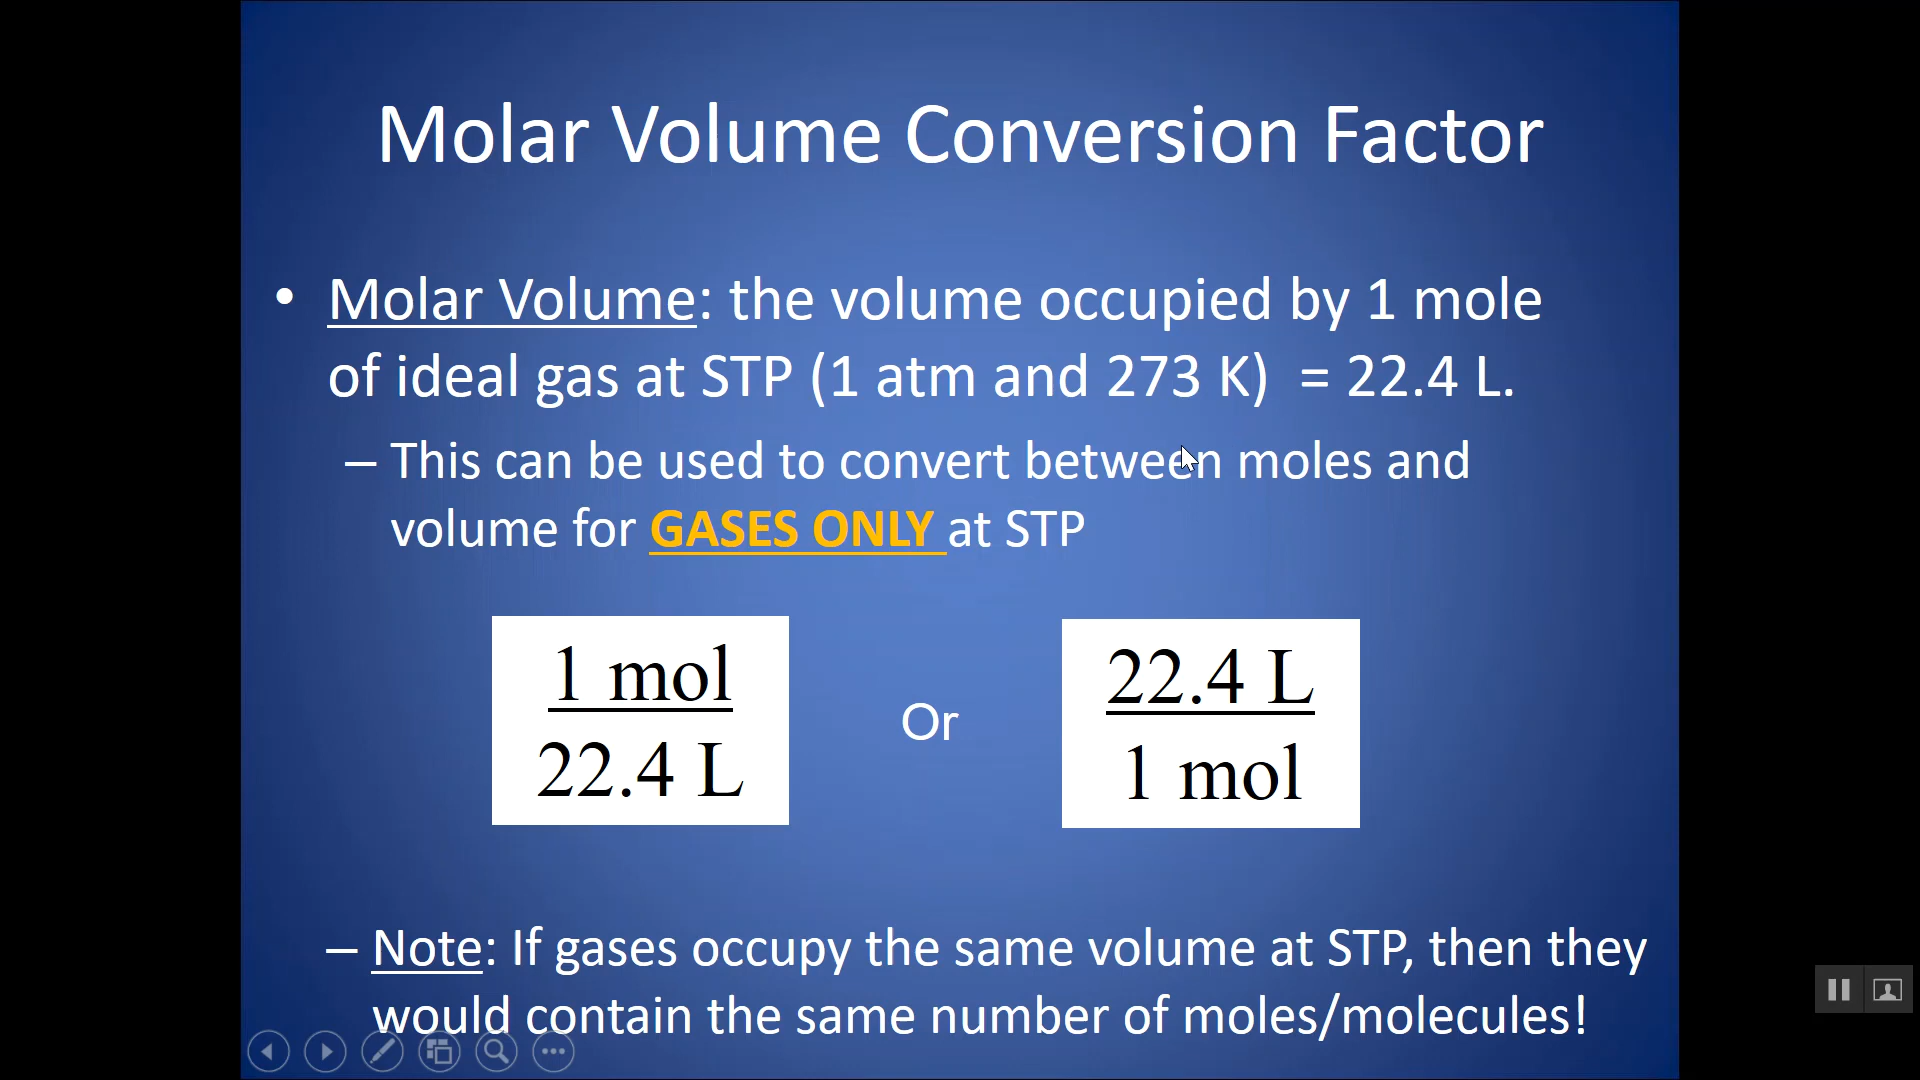 Molar Volume Conversion Factor
• Molar Volume: the volume occupied by 1 mole
of ideal gas at STP (1 atm and 273 K) = 22.4 L.
– This can be used to convert between moles and
volume for GASES ONLY at STP
1 mol
22.4 L
Or
22.4 L
1 mol
– Note: If gases occupy the same volume at STP, then they
would contain the same number of moles/molecules!